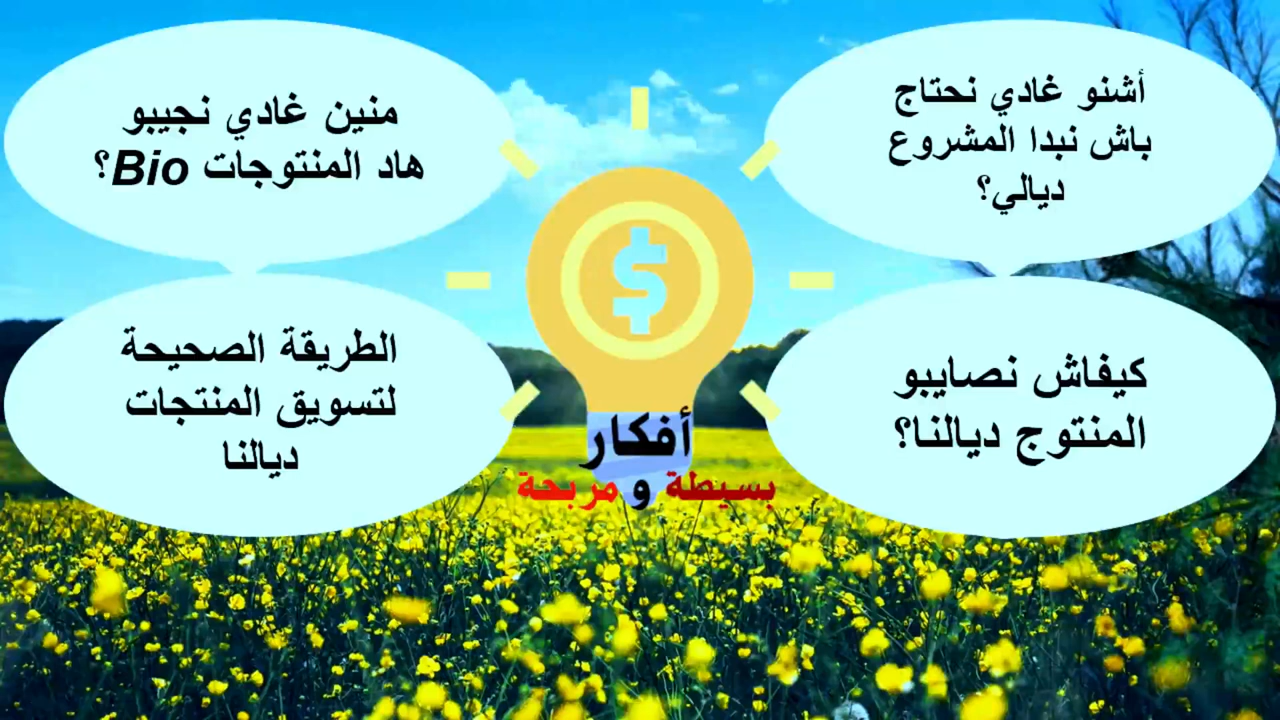 أشنو غادي نحتاج
باش نبدا المشروع
ديالي؟
منين غادي نجيبو
هاد المنتوجات Bio؟
كيفاش نصايبو
المنتوج ديالنا؟
الطريقة الصحيحة
لتسويق المنتجات
ديالنا
$
أفكار
بسيطة و مربحة